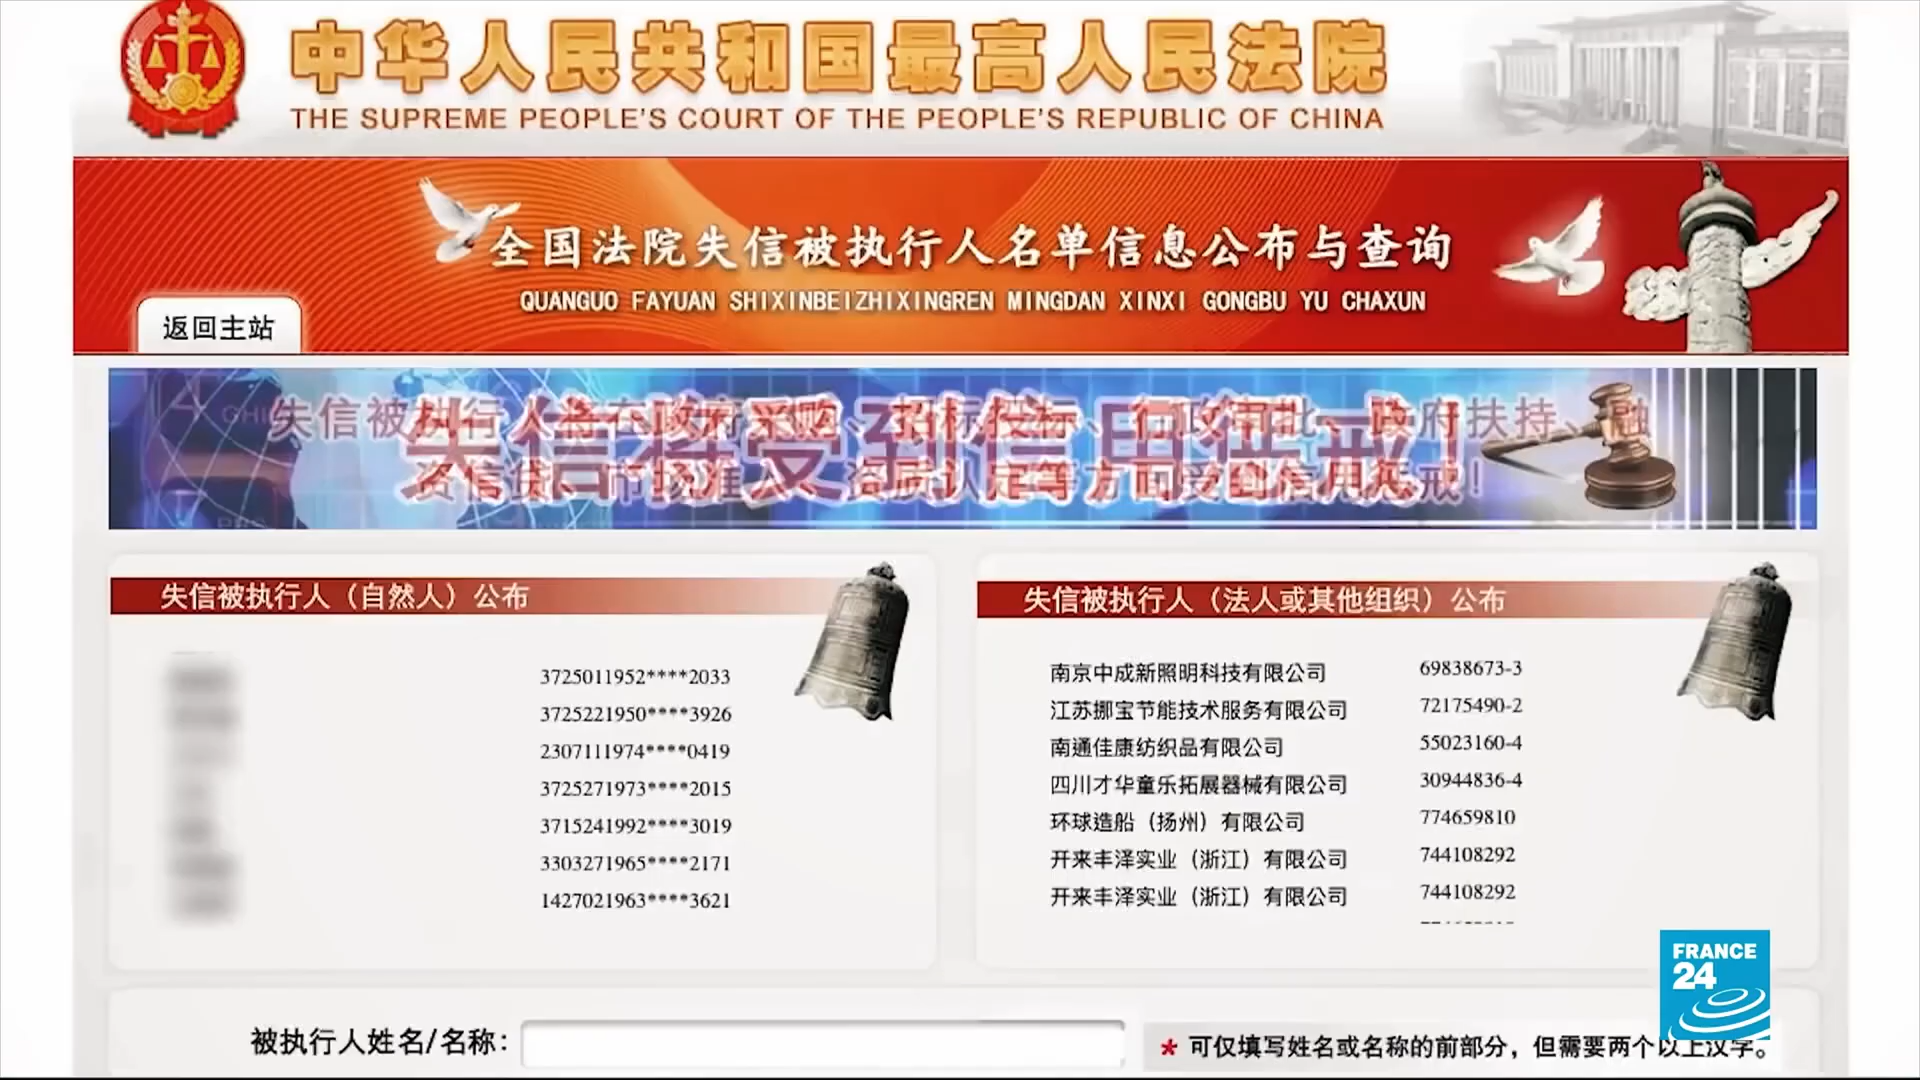 中华人民共和国最高人民法院
THE SUPREME PEOPLE'S COURT OF THE PEOPLE'S REPUBLIC OF CHINA
全国法院失信被执行人名单信息公布与查询
QUANGUO FAYUAN SHIXINBEIZHIXINGREN MINGDAN XINXI GONGBU YU CHAXUN
返回主站
失信将受到信用惩戒!
失信被执行人(自然人)公布
3725011952****2033
3725221950****3926
2307111974****0419
3725271973****2015
3715241992****3019
3303271965****2171
1427021963****3621
失信被执行人(法人或其他组织)公布
南京中成新照明科技有限公司 69838673-3
江苏挪宝节能技术服务有限公司 72175490-2
南通佳康纺织品有限公司 55023160-4
四川才华童乐拓展器械有限公司 30944836-4
环球造船(扬州)有限公司 774659810
开来丰泽实业(浙江)有限公司 744108292
开来丰泽实业(浙江)有限公司 744108292
被执行人姓名/名称:
* 可仅填写姓名或名称的前部分,但需要两个以上汉字。
FRANCE
24